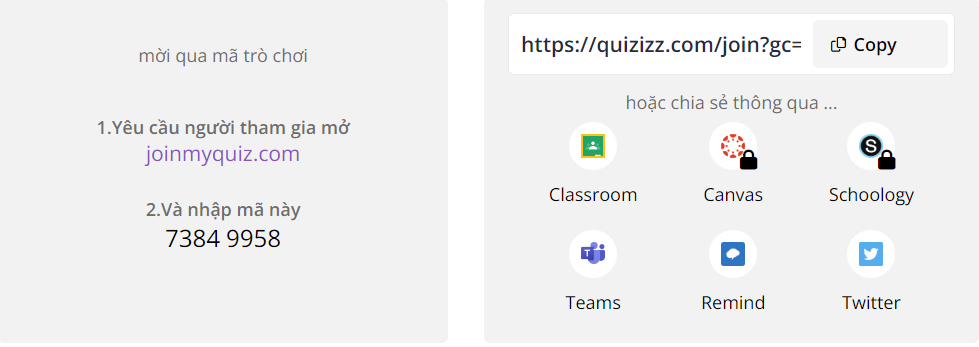 mời qua mã trò chơi
1.Yêu cầu người tham gia mở
joinmyquiz.com
2.Và nhập mã này
7384 9958
https://quizizz.com/join?gc=
Copy
hoặc chia sẻ thông qua ...
Classroom
Canvas
Schoology
Teams
Remind
Twitter